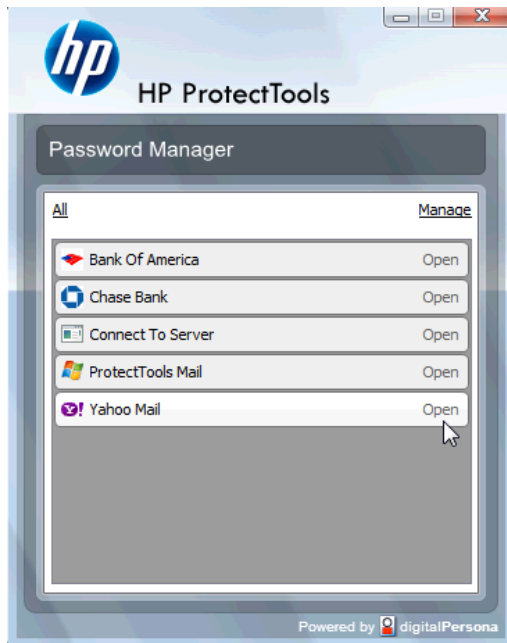 hp
HP ProtectTools
Password Manager
All Manage
Bank Of America Open
Chase Bank Open
Connect To Server Open
ProtectTools Mail Open
Y! Yahoo Mail Open
Powered by digitalPersona